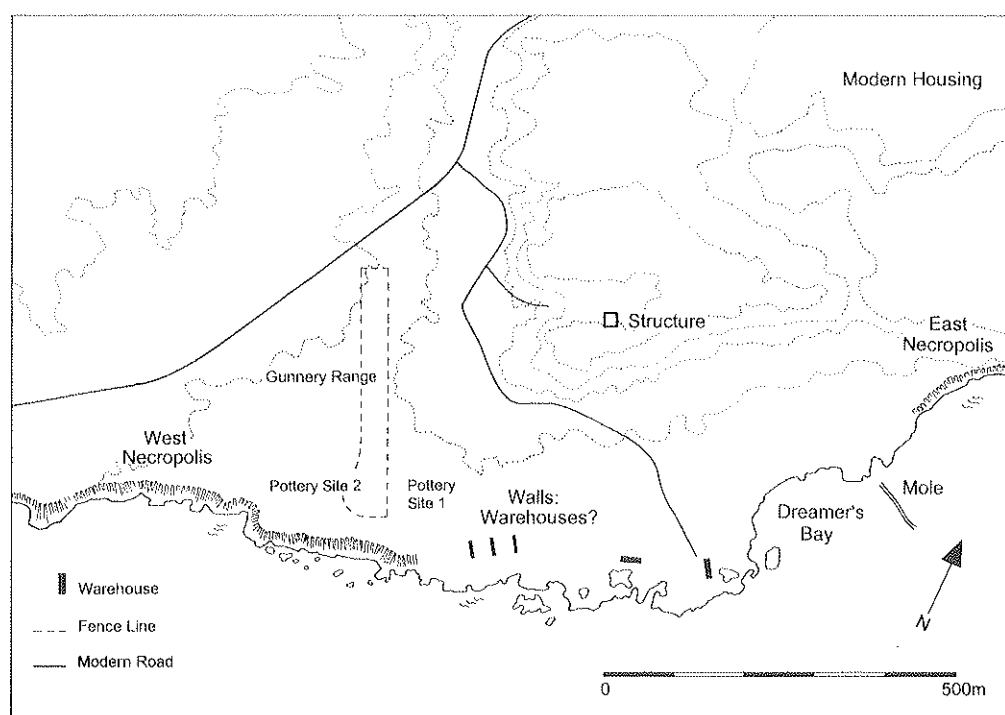 Modern Housing
Structure
East
Necropolis
Gunnery Range
West
Necropolis
Pottery Site 2
Pottery
Site 1
Walls:
Warehouses?
Mole
Dreamer's
Bay
Warehouse
Fence Line
Modern Road
N
0
500m